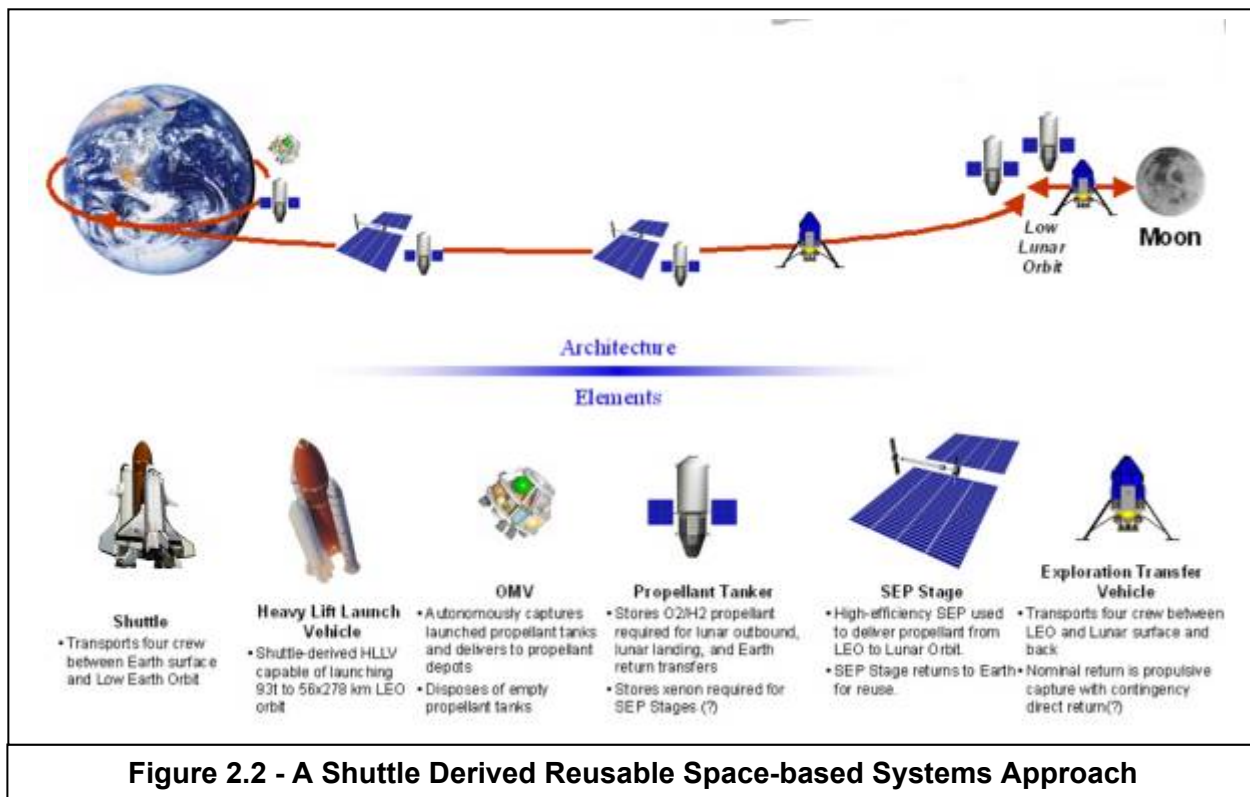 Low
Lunar
Orbit
Moon
Architecture
Elements
Shuttle
• Transports four crew
between Earth surface
and Low Earth Orbit
Heavy Lift Launch
Vehicle
• Shuttle-derived HLLV
capable of launching
93t to 56x278 km LEO
orbit
OMV
• Autonomously captures
launched propellant tanks
and delivers to propellant
depots
• Disposes of empty
propellant tanks
Propellant Tanker
• Stores O2/H2 propellant
required for lunar outbound,
lunar landing, and Earth
return transfers
• Stores xenon required for
SEP Stages (?)
SEP Stage
• High-efficiency SEP used
to deliver propellant from
LEO to Lunar Orbit.
• SEP Stage returns to Earth
for reuse.
Exploration Transfer
Vehicle
• Transports four crew between
LEO and Lunar surface and
back
• Nominal return is propulsive
capture with contingency
direct return(?)
Figure 2.2 - A Shuttle Derived Reusable Space-based Systems Approach